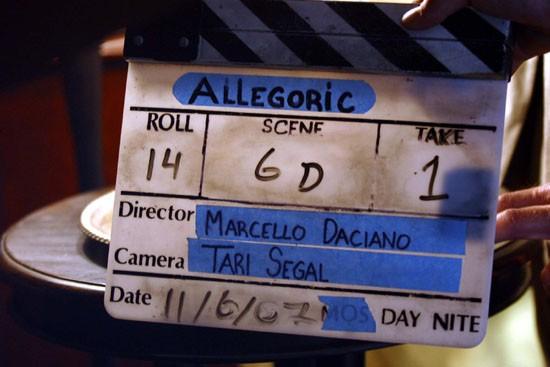 ALLEGORIC
ROLL SCENE TAKE
14 6D 1
Director MARCELLO DACIANO
Camera TARI SEGAL
Date 11/6/07 MOS DAY NITE